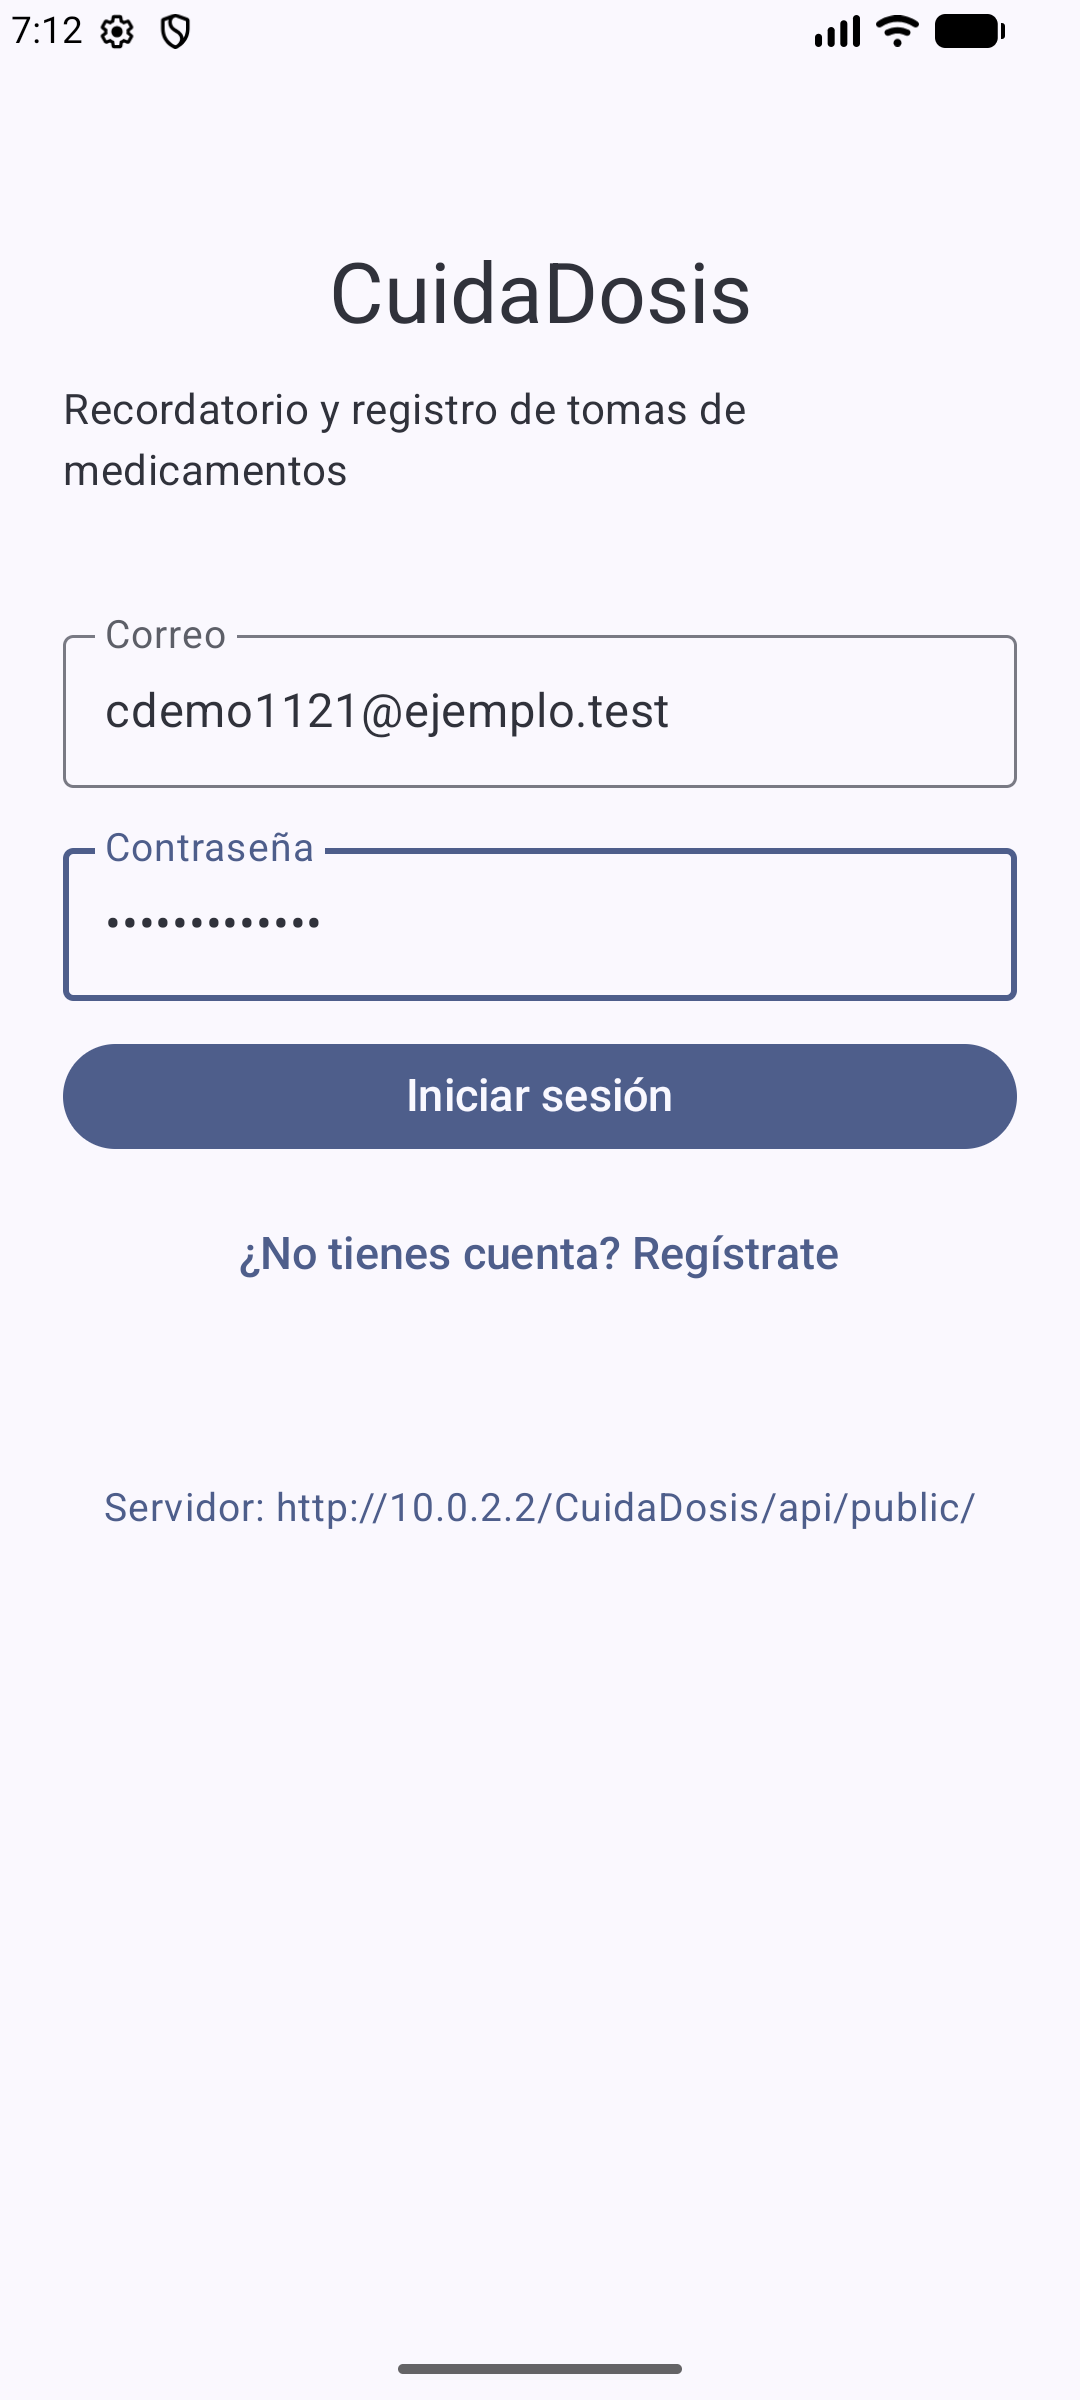 7:12
CuidaDosis
Recordatorio y registro de tomas de
medicamentos
Correo
cdemo1121@ejemplo.test
Contraseña
•••••••••••••
Iniciar sesión
¿No tienes cuenta? Regístrate
Servidor: http://10.0.2.2/CuidaDosis/api/public/